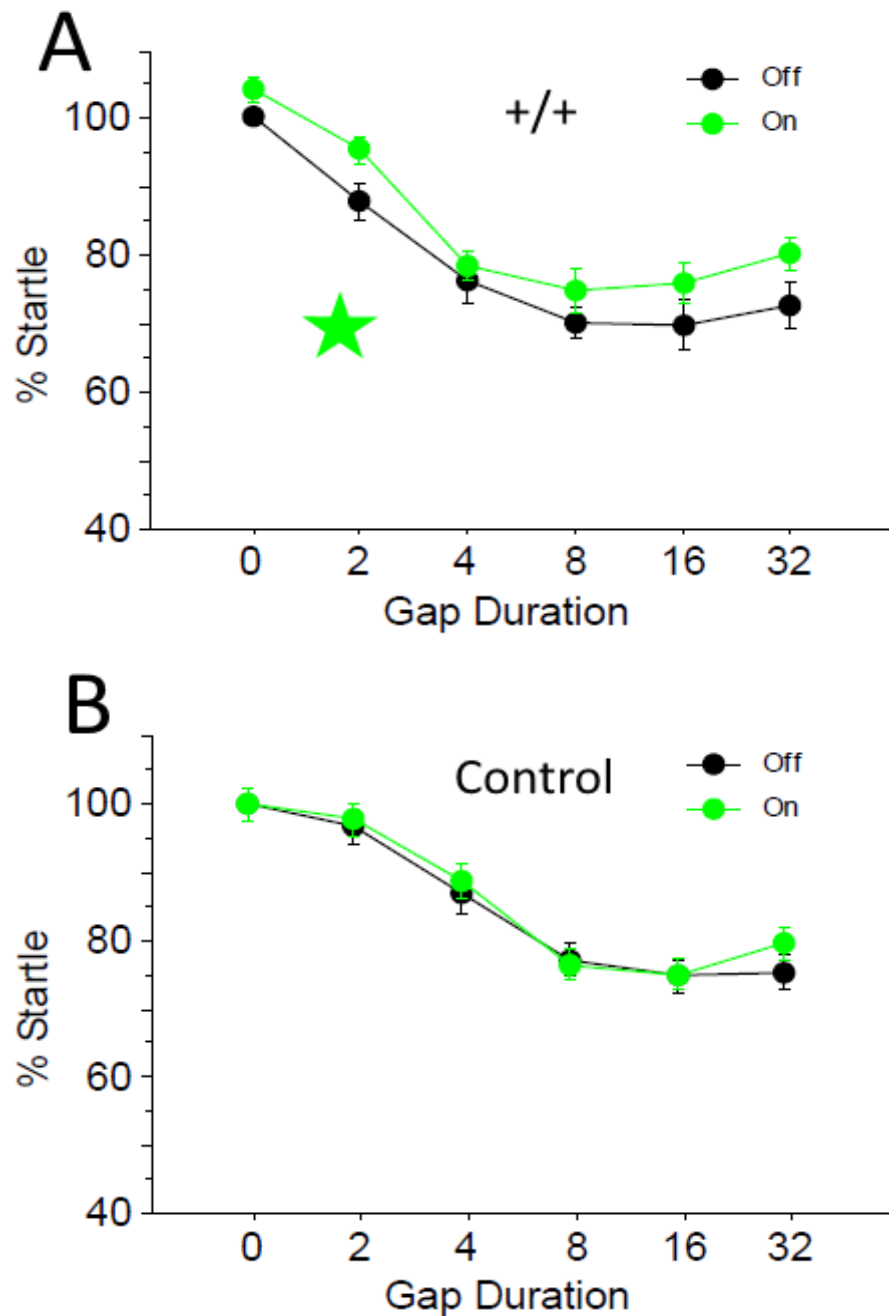 A
+/+
Off
On
% Startle
100
80
60
40
0 2 4 8 16 32
Gap Duration
B
Control
Off
On
% Startle
100
80
60
40
0 2 4 8 16 32
Gap Duration